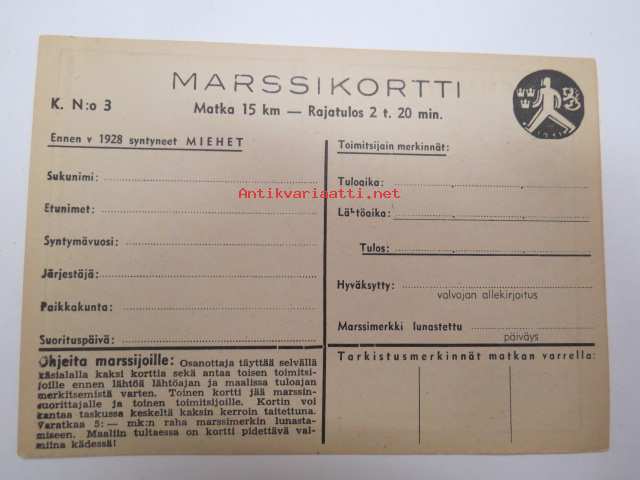 MARSSIKORTTI
K. N:o 3
Matka 15 km — Rajatulos 2 t. 20 min.
1941
Ennen v 1928 syntyneet MIEHET
Sukunimi:
Etunimet:
Syntymävuosi:
Järjestäjä:
Paikkakunta:
Suorituspäivä:
Ohjeita marssijoille: Osanottaja täyttää selvällä
käsialalla kaksi korttia sekä antaa toisen toimitsi-
joille ennen lähtöä lähtöajan ja maalissa tuloajan
merkitsemistä varten. Toinen kortti jää marssin-
suorittajalle ja toinen toimitsijoille. Kortin voi
kantaa taskussa keskeltä kaksin kerroin taitettuna.
Varatkaa 5: — mk:n raha marssimerkin lunasta-
miseen. Maaliin tultaessa on kortti pidettävä val-
miina kädessä!
Toimitsijain merkinnät:
Tuloaika:
Lähtöaika:
Tulos:
Hyväksytty:
valvojan allekirjoitus
Marssimerkki lunastettu
päiväys
Tarkistusmerkinnät matkan varrella:
Antikvariaatti.net